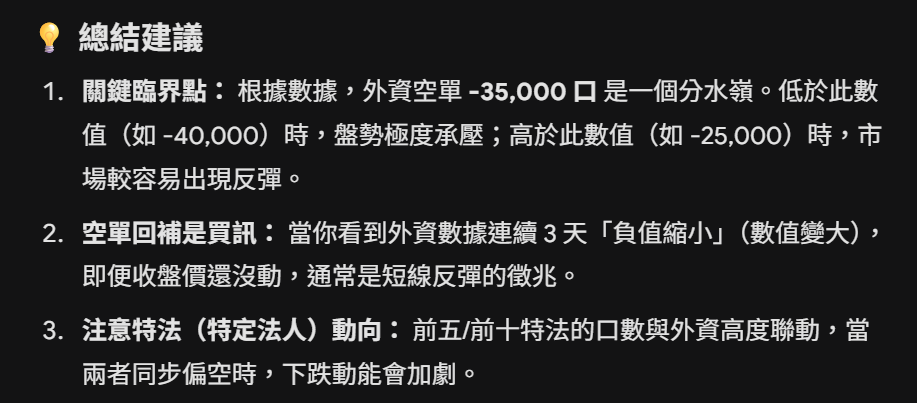 💡 總結建議
1. 關鍵臨界點： 根據數據，外資空單 -35,000 口 是一個分水嶺。低於此數
值（如 -40,000）時，盤勢極度承壓；高於此數值（如 -25,000）時，市
場較容易出現反彈。
2. 空單回補是買訊： 當你看到外資數據連續 3 天「負值縮小」（數值變大），
即便收盤價還沒動，通常是短線反彈的徵兆。
3. 注意特法（特定法人）動向： 前五/前十特法的口數與外資高度聯動，當
兩者同步偏空時，下跌動能會加劇。